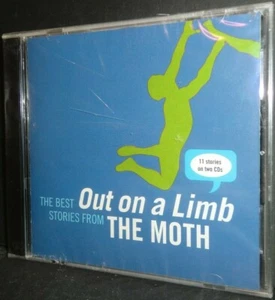 11 stories
on two CDs
THE BEST Out on a Limb
STORIES FROM THE MOTH